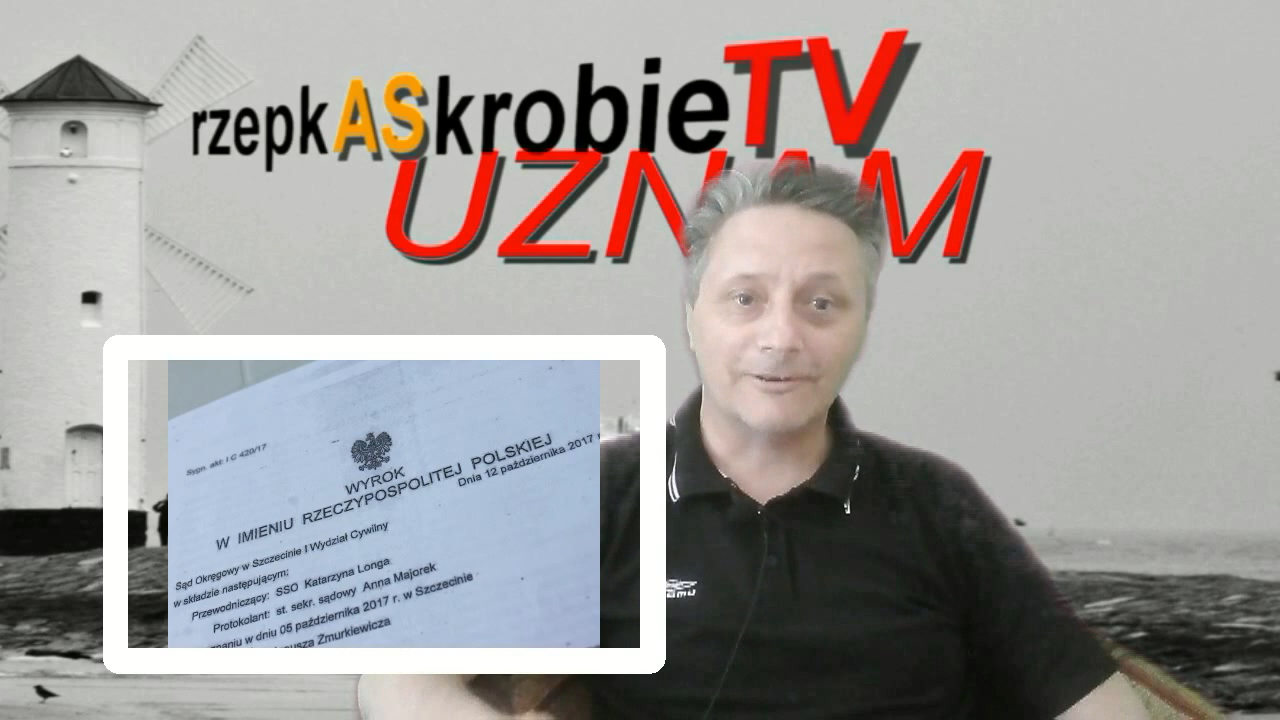 rzepkASkrobieTV
UZNAM
Sygn. akt: I C 420/17
WYROK
W IMIENIU RZECZYPOSPOLITEJ POLSKIEJ
Dnia 12 października 2017
Sąd Okręgowy w Szczecinie I Wydział Cywilny
w składzie następującym:
Przewodniczący: SSO Katarzyna Longa
Protokolant: st. sekr. sądowy Anna Majorek
w dniu 05 października 2017 r. w Szczecinie
Żmurkiewicza